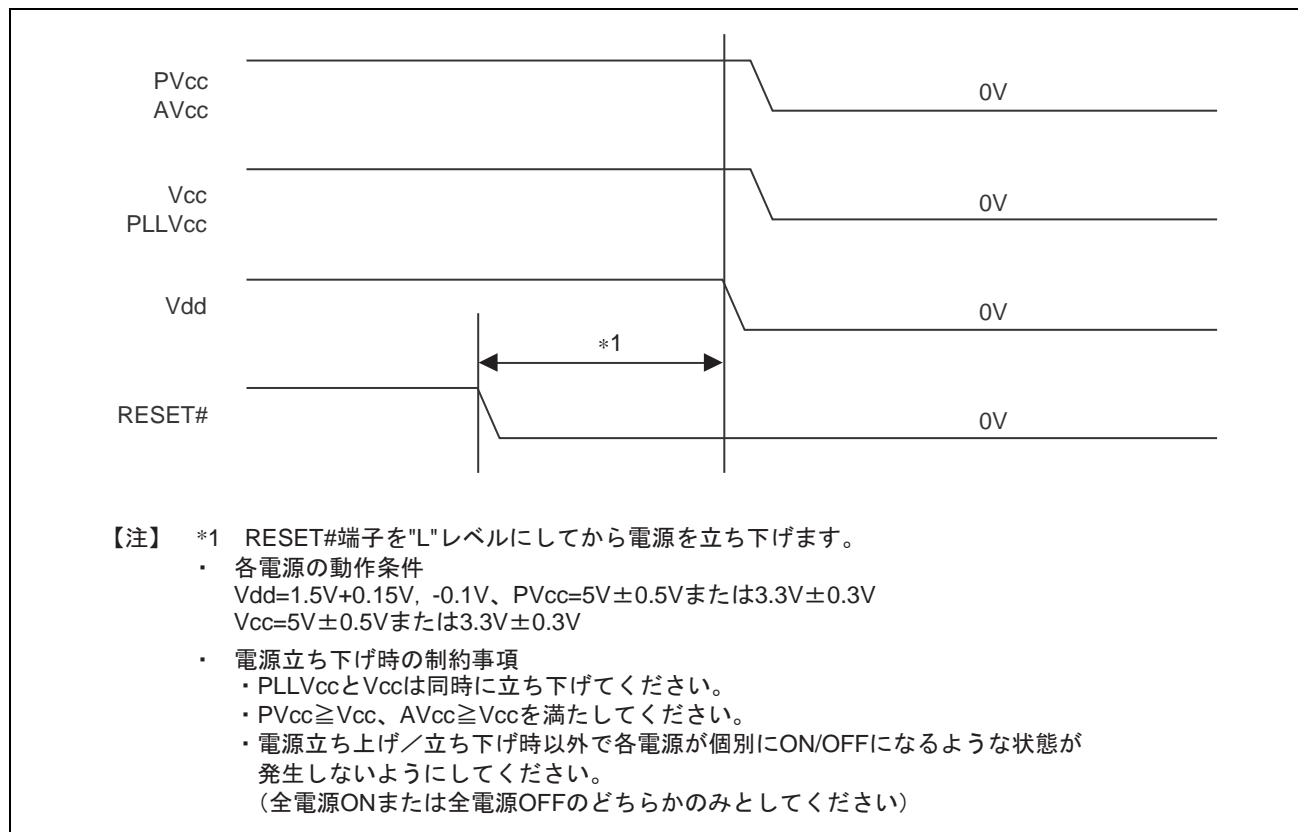 PVcc
AVcc
0V
Vcc
PLLVcc
0V
Vdd
0V
*1
RESET#
0V
【注】 *1 RESET#端子を"L"レベルにしてから電源を立ち下げます。
・ 各電源の動作条件
Vdd=1.5V+0.15V, -0.1V、PVcc=5V±0.5Vまたは3.3V±0.3V
Vcc=5V±0.5Vまたは3.3V±0.3V
・ 電源立ち下げ時の制約事項
・PLLVccとVccは同時に立ち下げてください。
・PVcc≧Vcc、AVcc≧Vccを満たしてください。
・電源立ち上げ／立ち下げ時以外で各電源が個別にON/OFFになるような状態が
発生しないようにしてください。
（全電源ONまたは全電源OFFのどちらかのみとしてください）